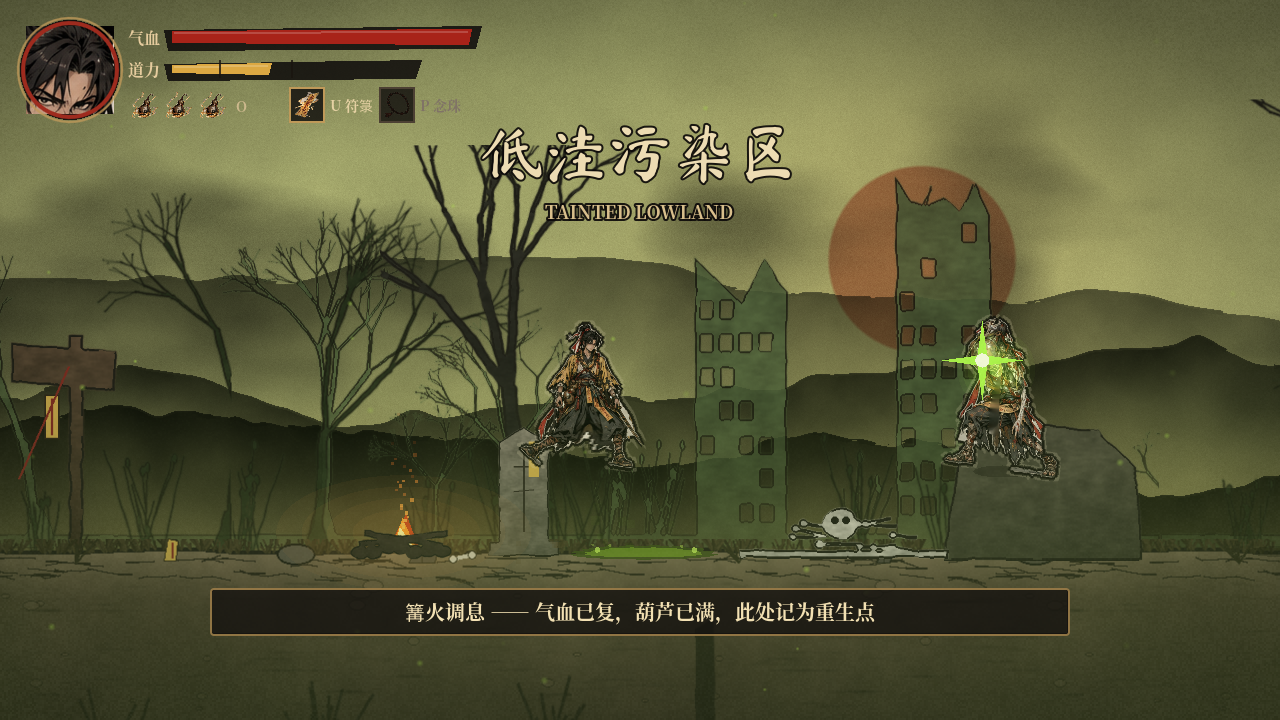 气血
道力
O
U 符箓
P 念珠
低洼污染区
TAINTED LOWLAND
篝火调息 —— 气血已复，葫芦已满，此处记为重生点